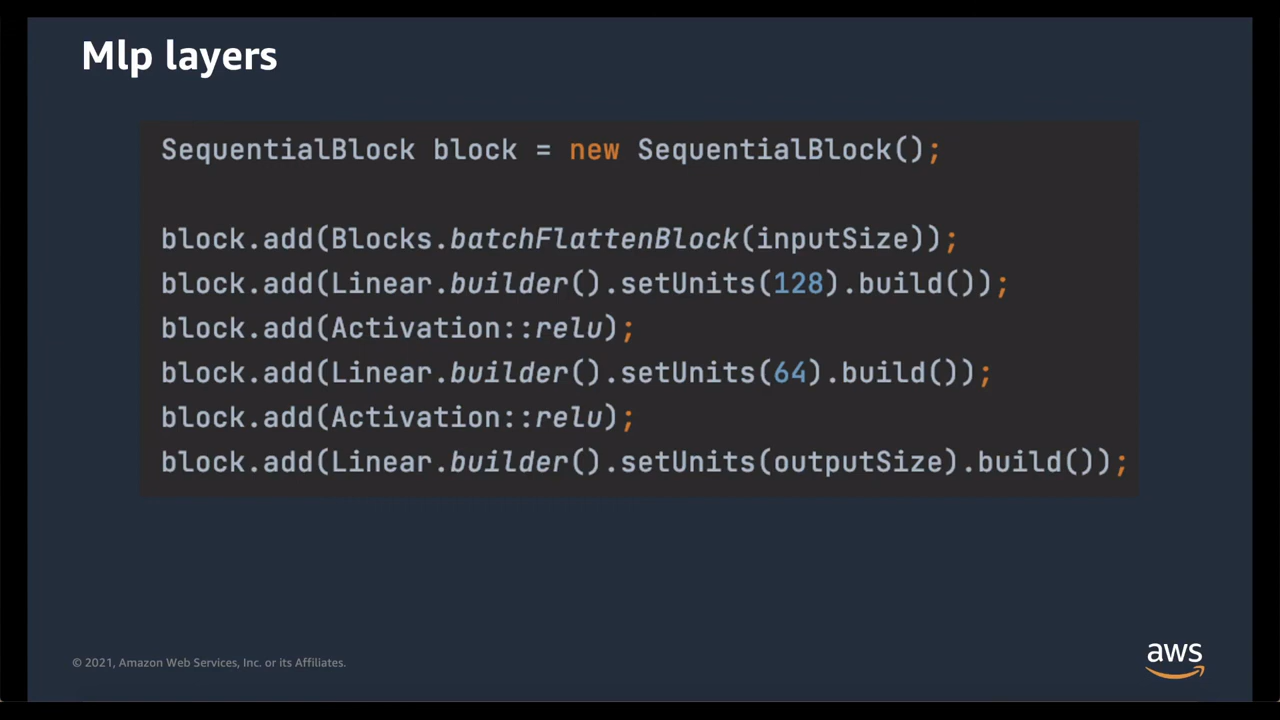 Mlp layers
SequentialBlock block = new SequentialBlock();
block.add(Blocks.batchFlattenBlock(inputSize));
block.add(Linear.builder().setUnits(128).build());
block.add(Activation::relu);
block.add(Linear.builder().setUnits(64).build());
block.add(Activation::relu);
block.add(Linear.builder().setUnits(outputSize).build());
© 2021, Amazon Web Services, Inc. or its Affiliates.
aws